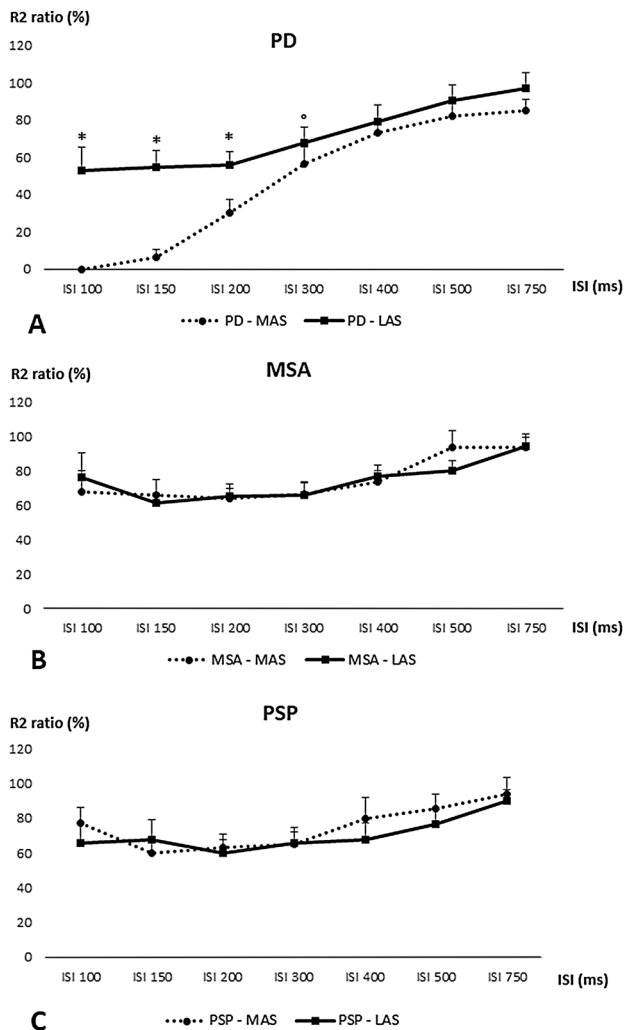 R2 ratio (%)
PD
120
100
80
60
40
20
0
* * * °
ISI 100 ISI 150 ISI 200 ISI 300 ISI 400 ISI 500 ISI 750 ISI (ms)
A
PD - MAS PD - LAS
R2 ratio (%)
MSA
120
100
80
60
40
20
0
ISI 100 ISI 150 ISI 200 ISI 300 ISI 400 ISI 500 ISI 750 ISI (ms)
B
MSA - MAS MSA - LAS
R2 ratio (%)
PSP
120
100
80
60
40
20
0
ISI 100 ISI 150 ISI 200 ISI 300 ISI 400 ISI 500 ISI 750 ISI (ms)
C
PSP - MAS PSP - LAS